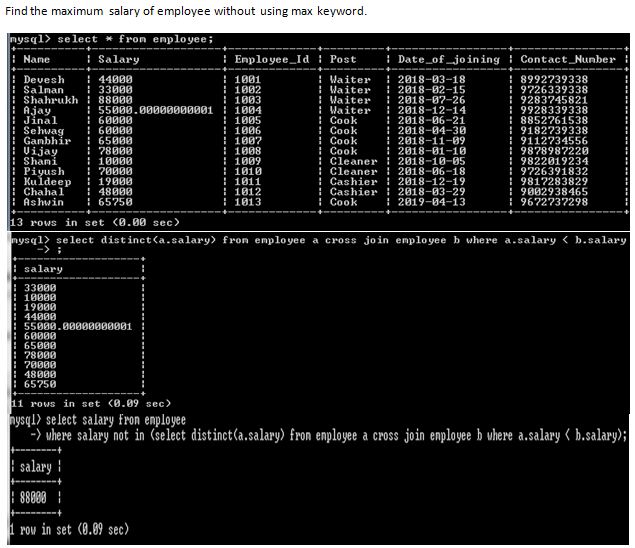 Find the maximum salary of employee without using max keyword.
mysql> select * from employee;
Name | Salary | Employee_Id | Post | Date_of_joining | Contact_Number
Devesh | 44000 | 1001 | Waiter | 2018-03-18 | 8992739338
Salman | 33000 | 1002 | Waiter | 2018-02-15 | 9726339338
Shahrukh | 88000 | 1003 | Waiter | 2018-07-26 | 9283745821
Ajay | 55000.00000000001 | 1004 | Waiter | 2018-12-14 | 9928339338
Jinal | 60000 | 1005 | Cook | 2018-06-21 | 8852761538
Sehwag | 60000 | 1006 | Cook | 2018-04-30 | 9182739338
Gambhir | 65000 | 1007 | Cook | 2018-11-09 | 9112734556
Vijay | 78000 | 1008 | Cook | 2018-01-10 | 9878987220
Shami | 10000 | 1009 | Cleaner | 2018-10-05 | 9822019234
Piyush | 70000 | 1010 | Cleaner | 2018-06-18 | 9726391832
Kuldeep | 19000 | 1011 | Cashier | 2018-12-19 | 9817283829
Chahal | 48000 | 1012 | Cashier | 2018-03-29 | 9002938465
Ashwin | 65750 | 1013 | Cook | 2019-04-13 | 9672737298
13 rows in set (0.00 sec)
mysql> select distinct(a.salary) from employee a cross join employee b where a.salary < b.salary
-> ;
salary
33000
10000
19000
44000
55000.00000000001
60000
65000
78000
70000
48000
65750
11 rows in set (0.09 sec)
mysql> select salary from employee
-> where salary not in (select distinct(a.salary) from employee a cross join employee b where a.salary < b.salary);
salary
88000
1 row in set (0.09 sec)